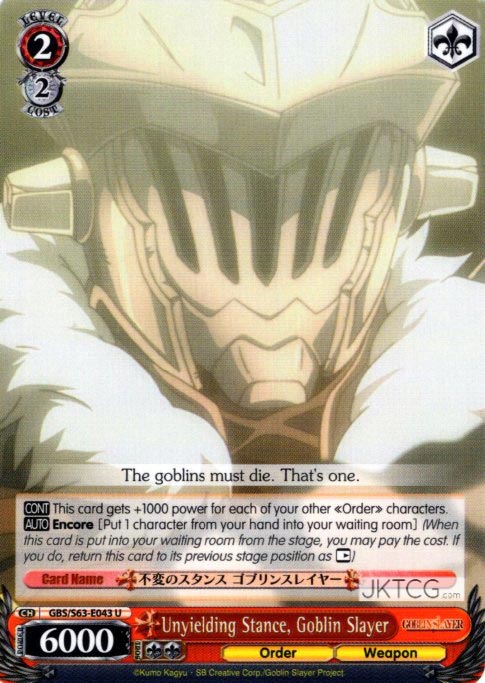 LEVEL
2
2
COST
The goblins must die. That's one.
CONT This card gets +1000 power for each of your other «Order» characters.
AUTO Encore [Put 1 character from your hand into your waiting room] (When
this card is put into your waiting room from the stage, you may pay the cost. If
you do, return this card to its previous stage position as )
Card Name 不変のスタンス ゴブリンスレイヤー
JKTCG.com
CH GBS/S63-E043 U
Unyielding Stance, Goblin Slayer
GOBLIN SLAYER
POWER
6000
SOUL
Order
Weapon
©Kumo Kagyu・SB Creative Corp./Goblin Slayer Project.